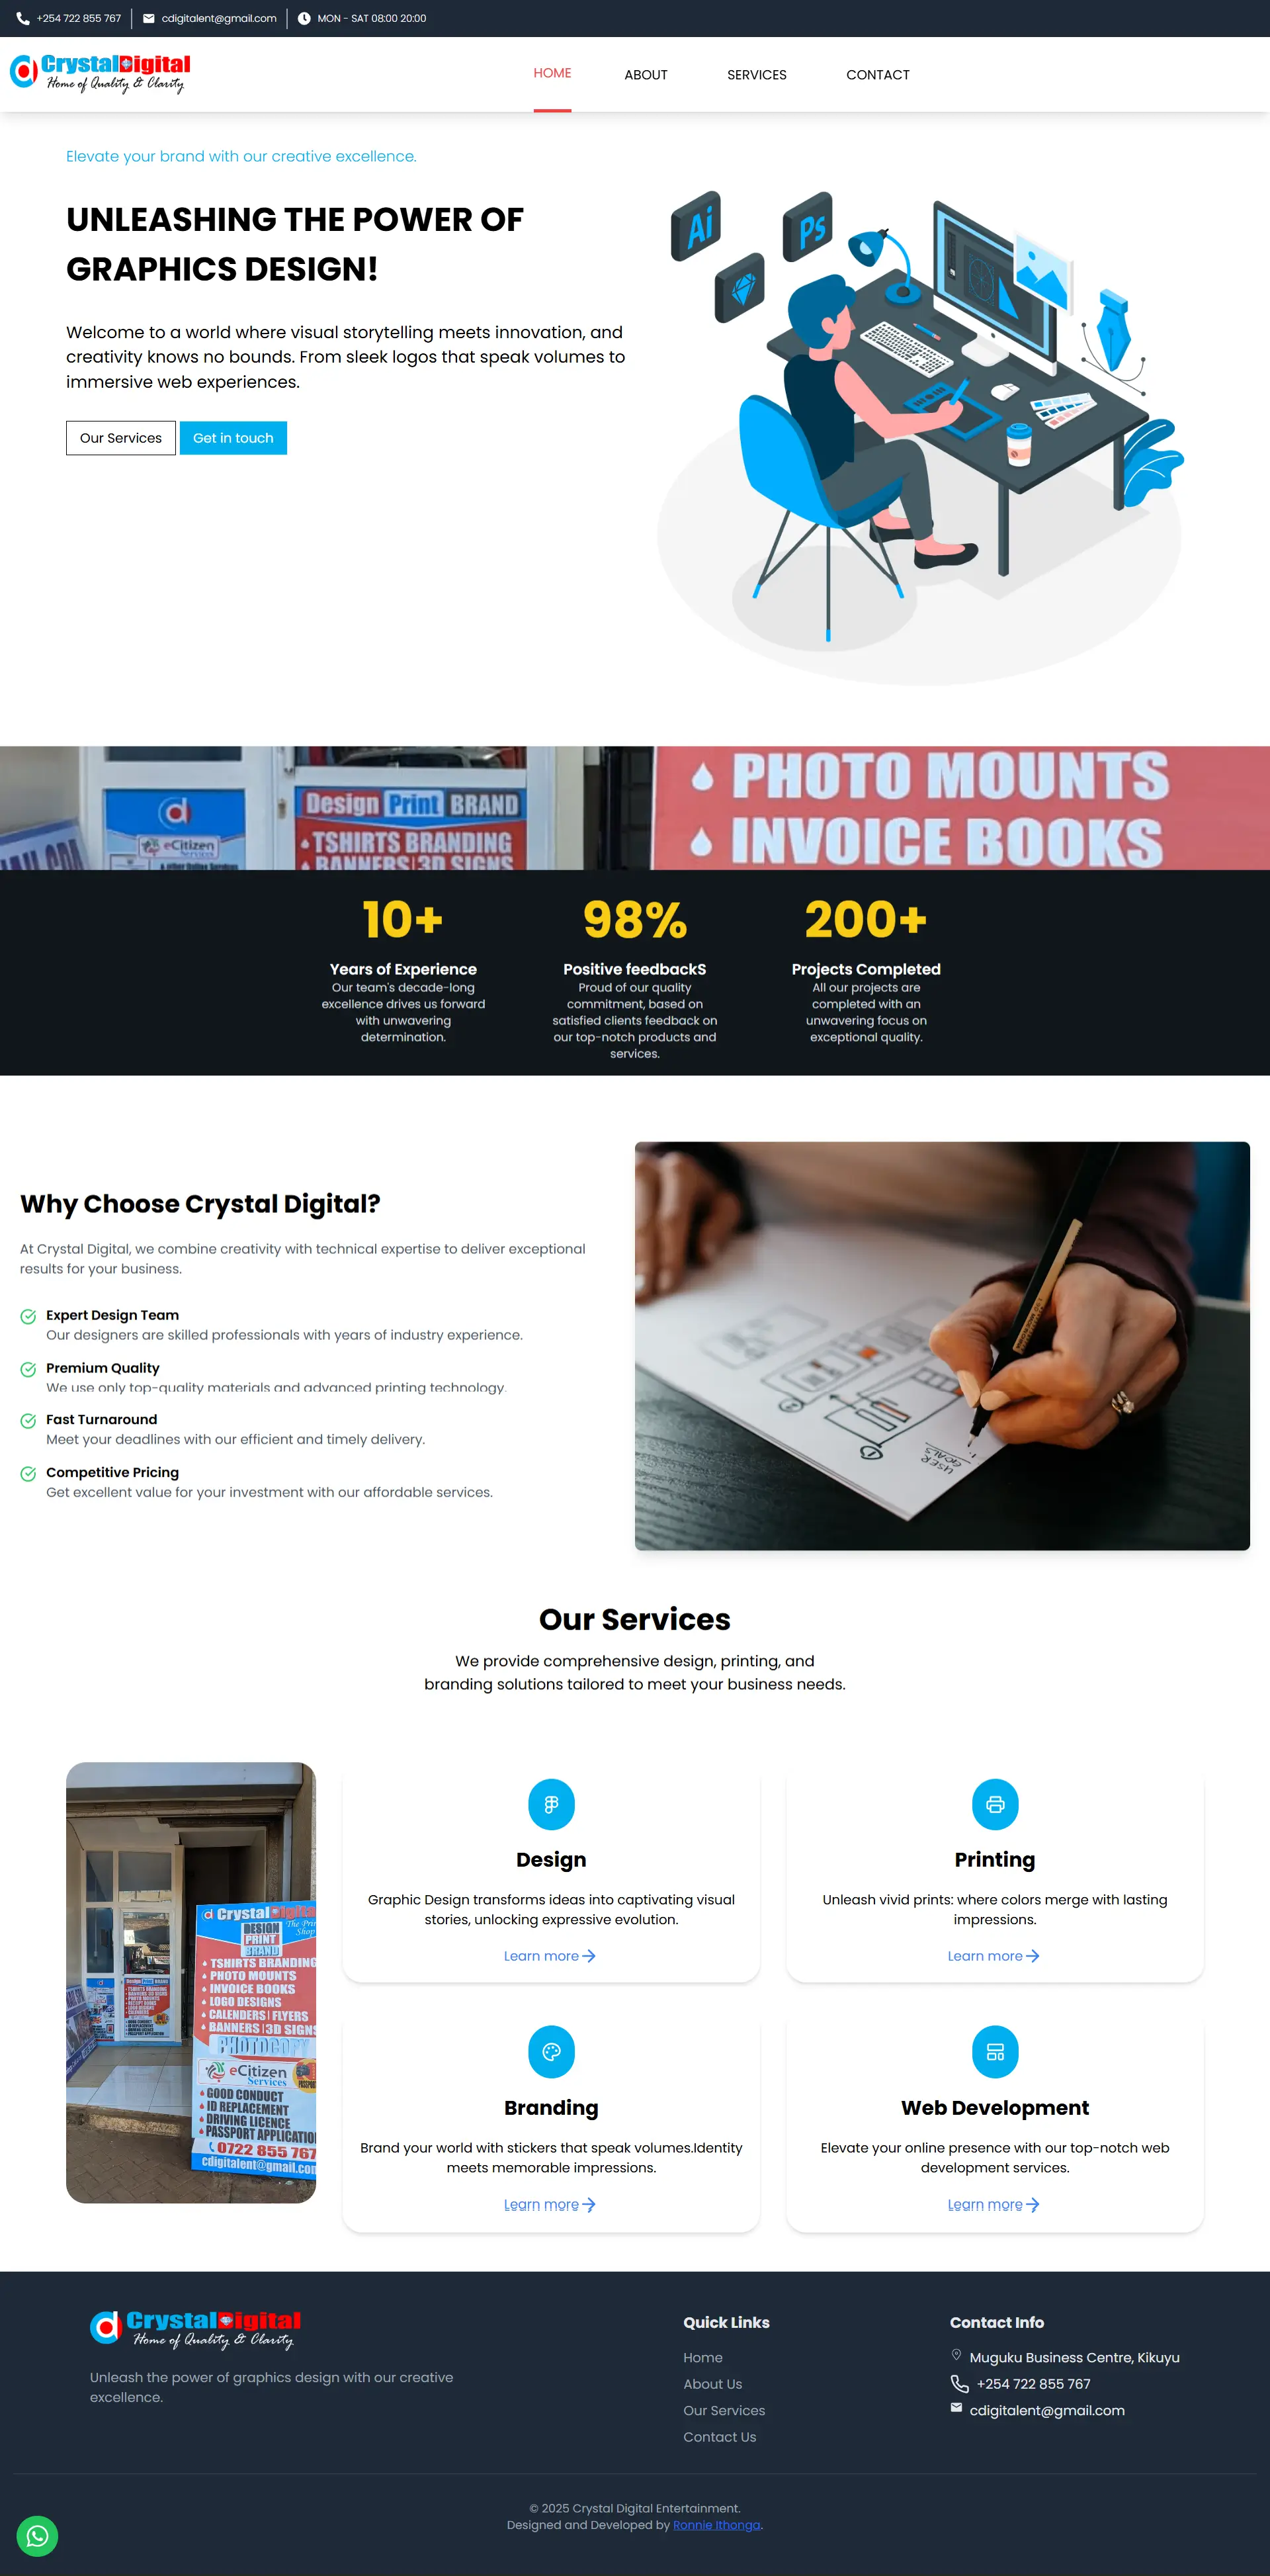 +254 722 855 767
cdigitalent@gmail.com
MON - SAT 08:00 20:00
CrystalDigital
Home of Quality & Clarity
HOME
ABOUT
SERVICES
CONTACT
Elevate your brand with our creative excellence.
UNLEASHING THE POWER OF
GRAPHICS DESIGN!
Welcome to a world where visual storytelling meets innovation, and
creativity knows no bounds. From sleek logos that speak volumes to
immersive web experiences.
Our Services
Get in touch
Ai
Ps
eCitizen
Services
Design Print BRAND
TSHIRTS BRANDING
BANNERS|3D SIGNS
PHOTO MOUNTS
INVOICE BOOKS
10+
Years of Experience
Our team's decade-long
excellence drives us forward
with unwavering
determination.
98%
Positive feedbackS
Proud of our quality
commitment, based on
satisfied clients feedback on
our top-notch products and
services.
200+
Projects Completed
All our projects are
completed with an
unwavering focus on
exceptional quality.
Why Choose Crystal Digital?
At Crystal Digital, we combine creativity with technical expertise to deliver exceptional
results for your business.
Expert Design Team
Our designers are skilled professionals with years of industry experience.
Premium Quality
We use only top-quality materials and advanced printing technology.
Fast Turnaround
Meet your deadlines with our efficient and timely delivery.
Competitive Pricing
Get excellent value for your investment with our affordable services.
USER
GOALS
Our Services
We provide comprehensive design, printing, and
branding solutions tailored to meet your business needs.
CrystalDigital
The Prin
Shop
DESIGN
PRINT
BRAND
TSHIRTS BRANDING
PHOTO MOUNTS
INVOICE BOOKS
LOGO DESIGNS
CALENDERS|FLYERS
BANNERS|3D SIGNS
PHOTOCOPY
eCitizen
Services
GOOD CONDUCT
ID REPLACEMENT
DRIVING LICENCE
PASSPORT APPLICATIO
0722 855 767
cdigitalent@gmail.com
Design
Graphic Design transforms ideas into captivating visual
stories, unlocking expressive evolution.
Learn more
Printing
Unleash vivid prints: where colors merge with lasting
impressions.
Learn more
Branding
Brand your world with stickers that speak volumes.Identity
meets memorable impressions.
Learn more
Web Development
Elevate your online presence with our top-notch web
development services.
Learn more
CrystalDigital
Home of Quality & Clarity
Unleash the power of graphics design with our creative
excellence.
Quick Links
Home
About Us
Our Services
Contact Us
Contact Info
Muguku Business Centre, Kikuyu
+254 722 855 767
cdigitalent@gmail.com
© 2025 Crystal Digital Entertainment.
Designed and Developed by Ronnie Ithonga.